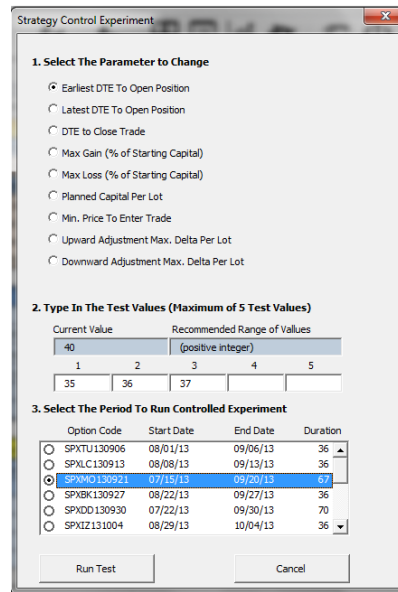 Strategy Control Experiment
1. Select The Parameter to Change
Earliest DTE To Open Position
Latest DTE To Open Position
DTE to Close Trade
Max Gain (% of Starting Capital)
Max Loss (% of Starting Capital)
Planned Capital Per Lot
Min. Price To Enter Trade
Upward Adjustment Max. Delta Per Lot
Downward Adjustment Max. Delta Per Lot
2. Type In The Test Values (Maximum of 5 Test Values)
Current Value Recommended Range of Vallues
40 (positive integer)
1 2 3 4 5
35 36 37
3. Select The Period To Run Controlled Experiment
Option Code Start Date End Date Duration
SPXTU130906 08/01/13 09/06/13 36
SPXLC130913 08/08/13 09/13/13 36
SPXMO130921 07/15/13 09/20/13 67
SPXBK130927 08/22/13 09/27/13 36
SPXDD130930 07/22/13 09/30/13 70
SPXIZ131004 08/29/13 10/04/13 36
Run Test Cancel